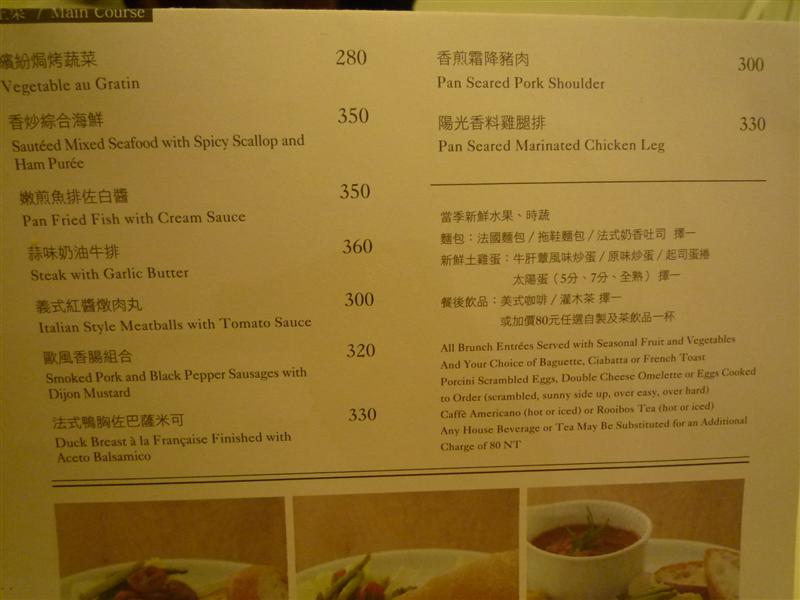 主菜 / Main Course
繽紛焗烤蔬菜 280
Vegetable au Gratin
香炒綜合海鮮 350
Sautéed Mixed Seafood with Spicy Scallop and
Ham Purée
嫩煎魚排佐白醬 350
Pan Fried Fish with Cream Sauce
蒜味奶油牛排 360
Steak with Garlic Butter
義式紅醬燉肉丸 300
Italian Style Meatballs with Tomato Sauce
歐風香腸組合 320
Smoked Pork and Black Pepper Sausages with
Dijon Mustard
法式鴨胸佐巴薩米可 330
Duck Breast à la Française Finished with
Aceto Balsamico
香煎霜降豬肉 300
Pan Seared Pork Shoulder
陽光香料雞腿排 330
Pan Seared Marinated Chicken Leg
當季新鮮水果、時蔬
麵包：法國麵包 / 拖鞋麵包 / 法式奶香吐司 擇一
新鮮土雞蛋：牛肝蕈風味炒蛋 / 原味炒蛋 / 起司蛋捲
太陽蛋（5分、7分、全熟） 擇一
餐後飲品：美式咖啡 / 灌木茶 擇一
或加價80元任選自製及茶飲品一杯
All Brunch Entrées Served with Seasonal Fruit and Vegetables
And Your Choice of Baguette, Ciabatta or French Toast
Porcini Scrambled Eggs, Double Cheese Omelette or Eggs Cooked
to Order (scrambled, sunny side up, over easy, over hard)
Caffè Americano (hot or iced) or Rooibos Tea (hot or iced)
Any House Beverage or Tea May Be Substituted for an Additional
Charge of 80 NT